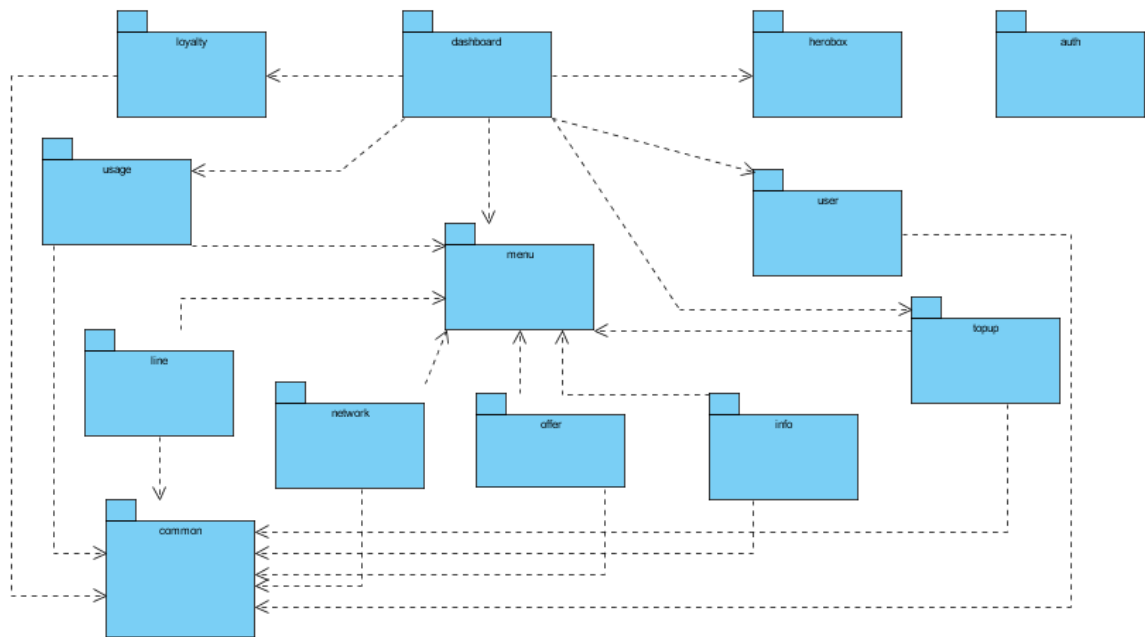 loyalty
dashboard
herobox
auth
usage
user
menu
topup
line
network
offer
info
common